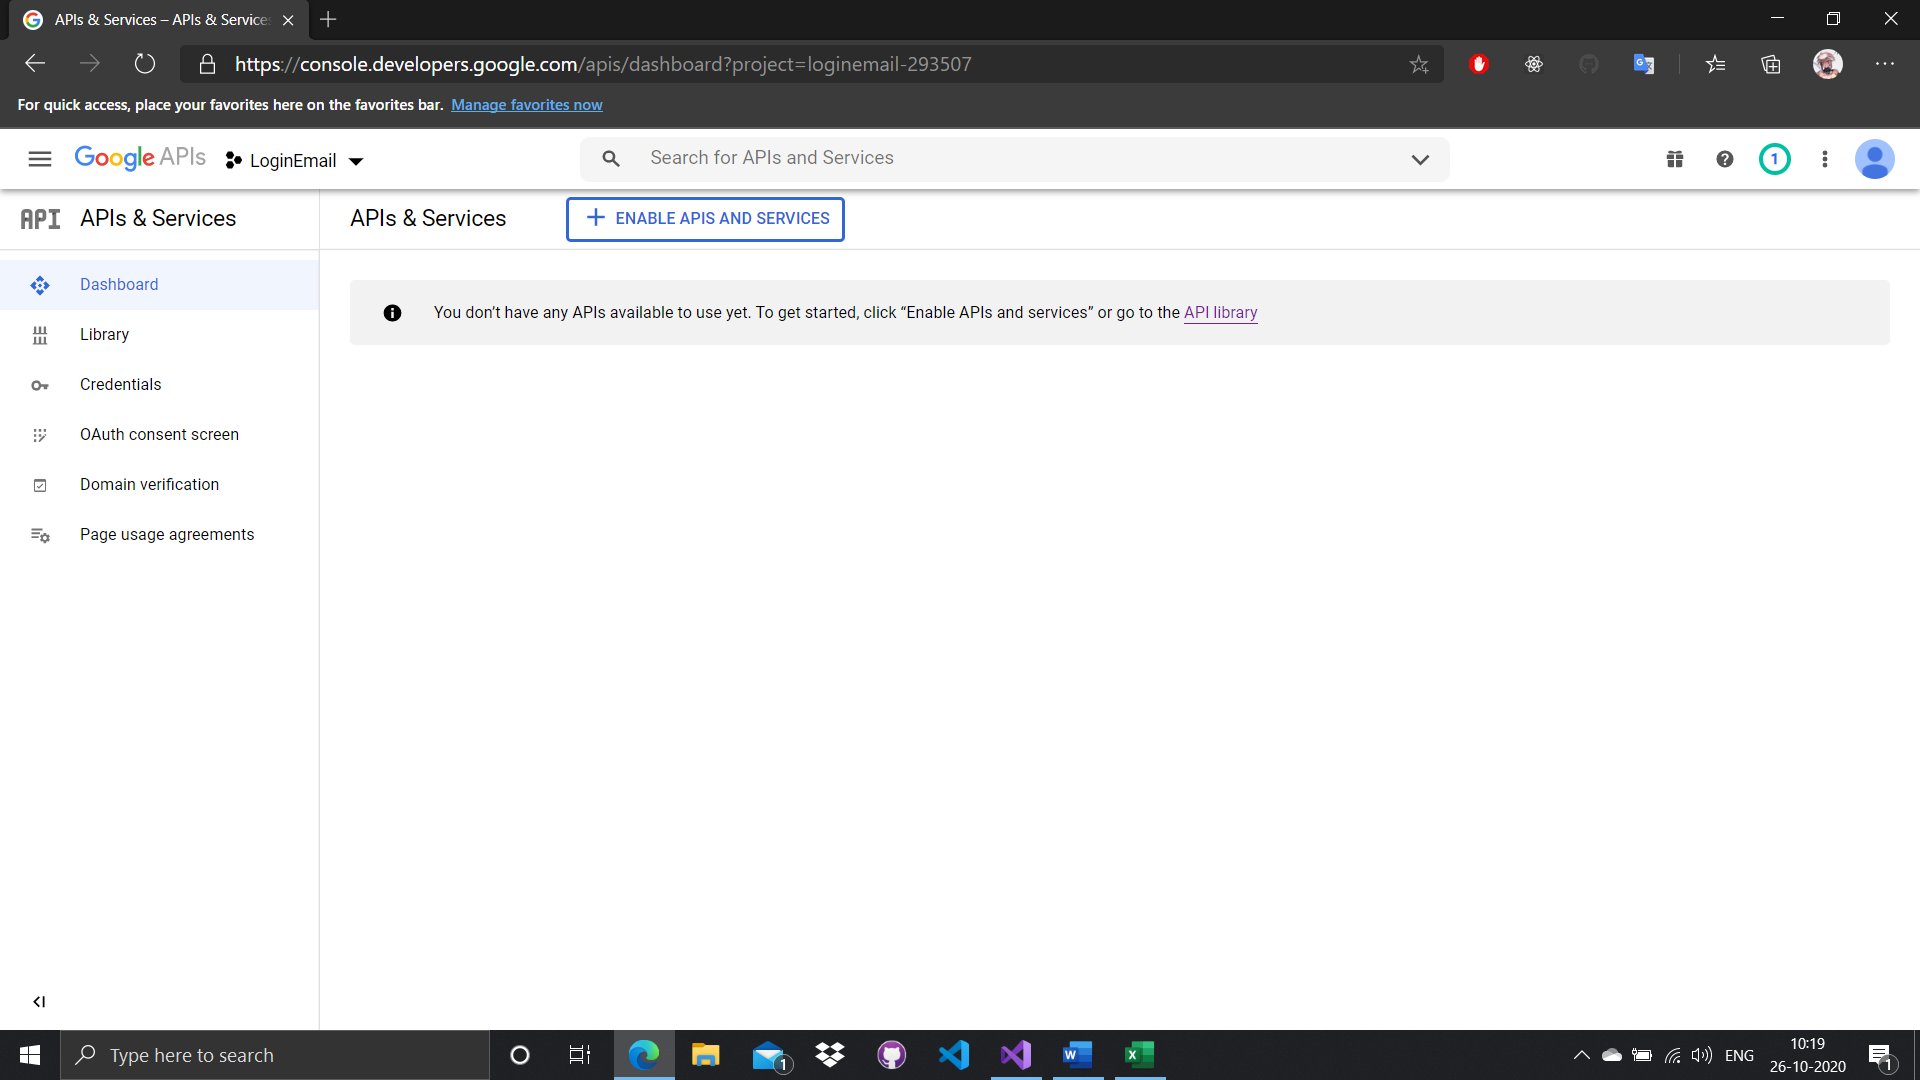 APIs & Services – APIs & Services
https://console.developers.google.com/apis/dashboard?project=loginemail-293507
For quick access, place your favorites here on the favorites bar. Manage favorites now
Google APIs LoginEmail Search for APIs and Services 1
API APIs & Services APIs & Services + ENABLE APIS AND SERVICES
Dashboard
You don't have any APIs available to use yet. To get started, click “Enable APIs and services” or go to the API library
Library
Credentials
OAuth consent screen
Domain verification
Page usage agreements
Type here to search 1 ENG 10:19
26-10-2020 1